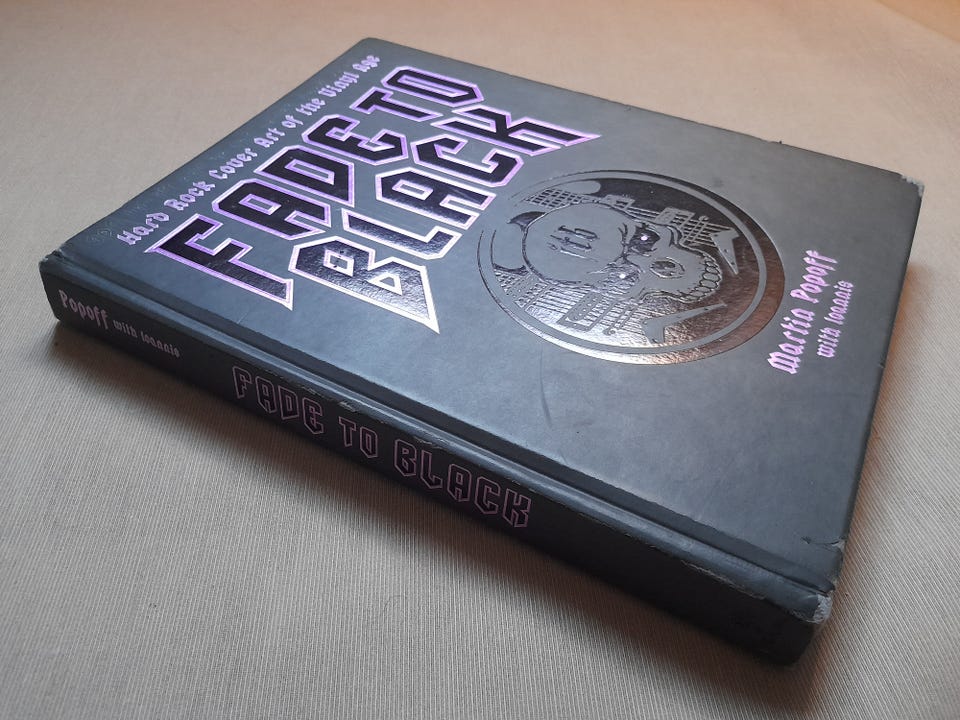 Hard Rock Cover Art of the Vinyl Age
FADE TO
BLACK
Martin Popoff
with Ioannis
Popoff with Ioannis
FADE TO BLACK